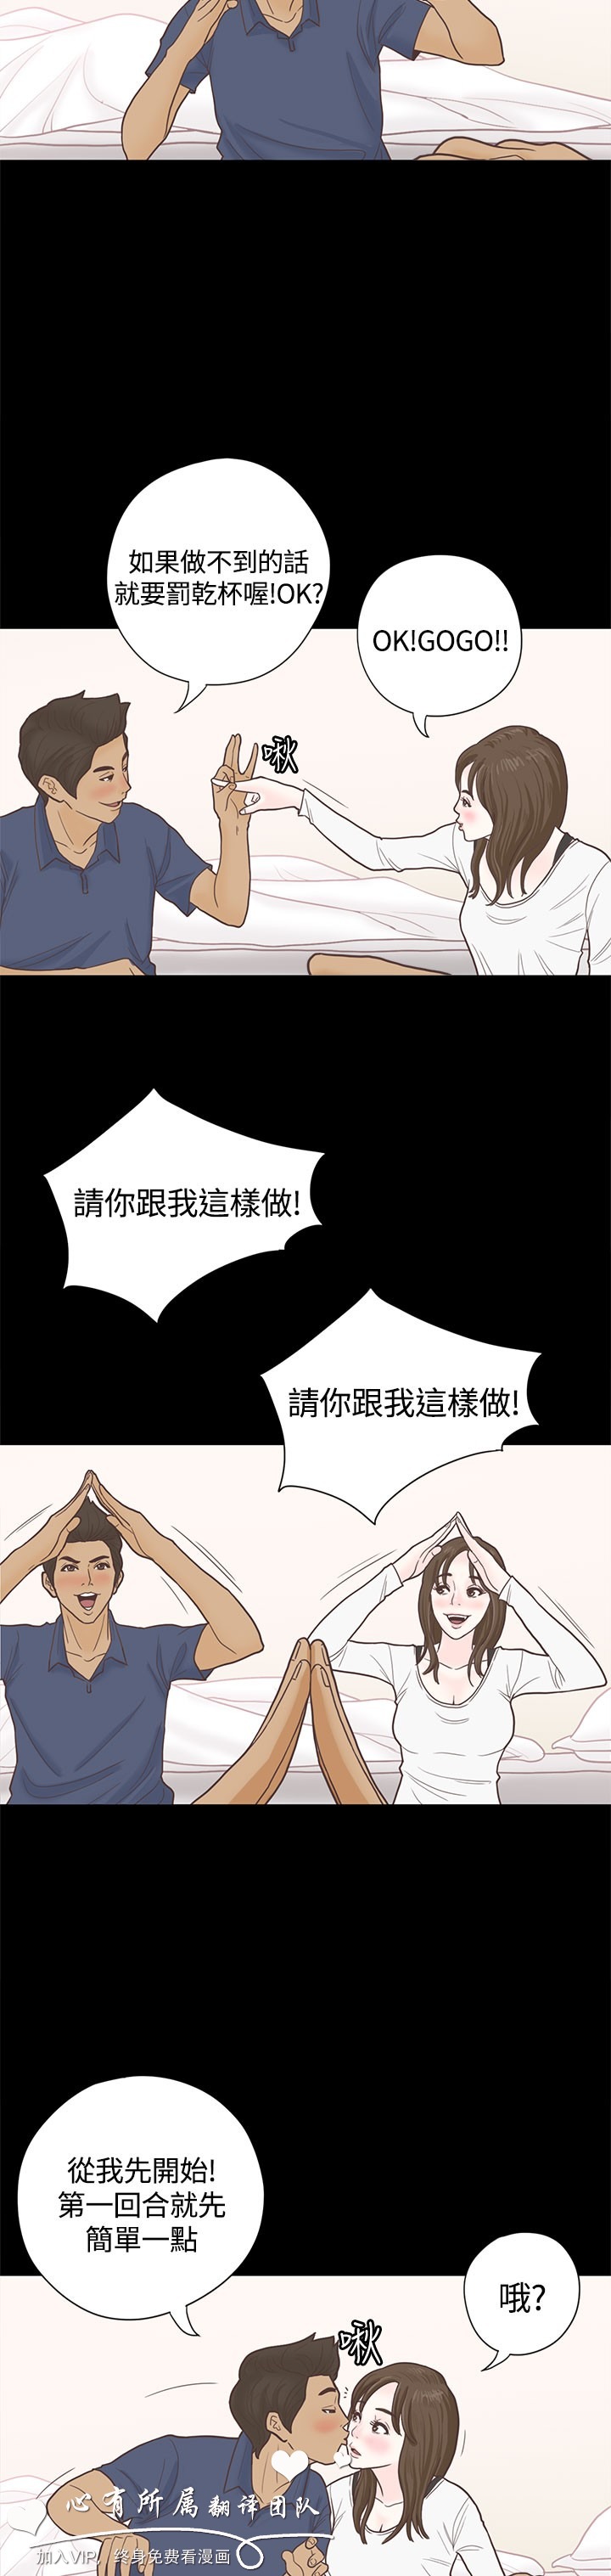 如果做不到的話
就要罰乾杯喔!OK?
OK!GOGO!!
啾
請你跟我這樣做!
請你跟我這樣做!
從我先開始!
第一回合就先
簡單一點
哦?
啾
心有所属翻译团队
加入VIP，终身免费看漫画